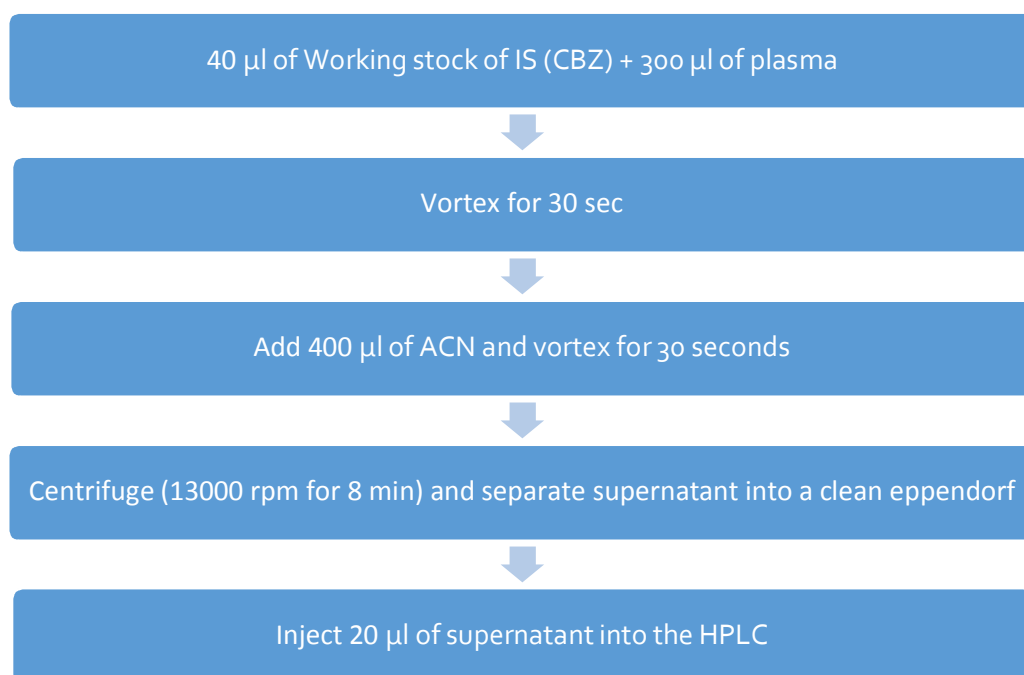 40 µl of Working stock of IS (CBZ) + 300 µl of plasma
Vortex for 30 sec
Add 400 µl of ACN and vortex for 30 seconds
Centrifuge (13000 rpm for 8 min) and separate supernatant into a clean eppendorf
Inject 20 µl of supernatant into the HPLC